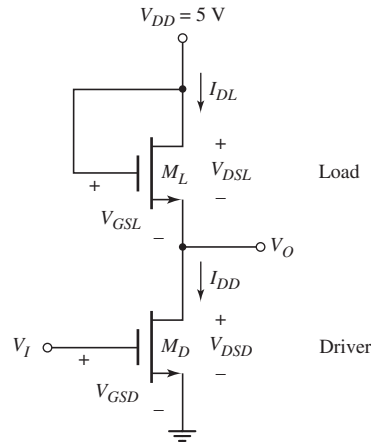 V_DD = 5 V
I_DL
+
M_L
V_DSL
Load
+
–
V_GSL
–
V_O
I_DD
+
V_I
M_D
V_DSD
Driver
+
–
V_GSD
–